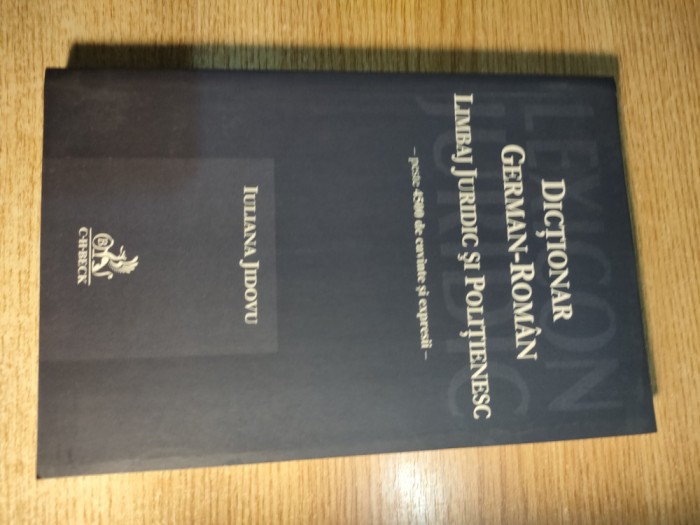 LEXICON
JURIDIC
DICȚIONAR
GERMAN-ROMÂN
LIMBAJ JURIDIC ȘI POLIȚIENESC
– peste 4500 de cuvinte și expresii –
IULIANA JIDOVU
B
C·H·BECK